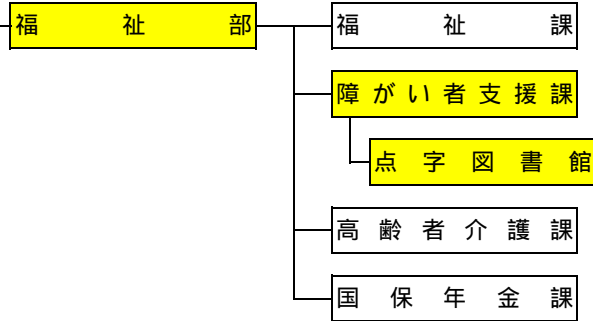 福祉部
福祉課
障がい者支援課
点字図書館
高齢者介護課
国保年金課